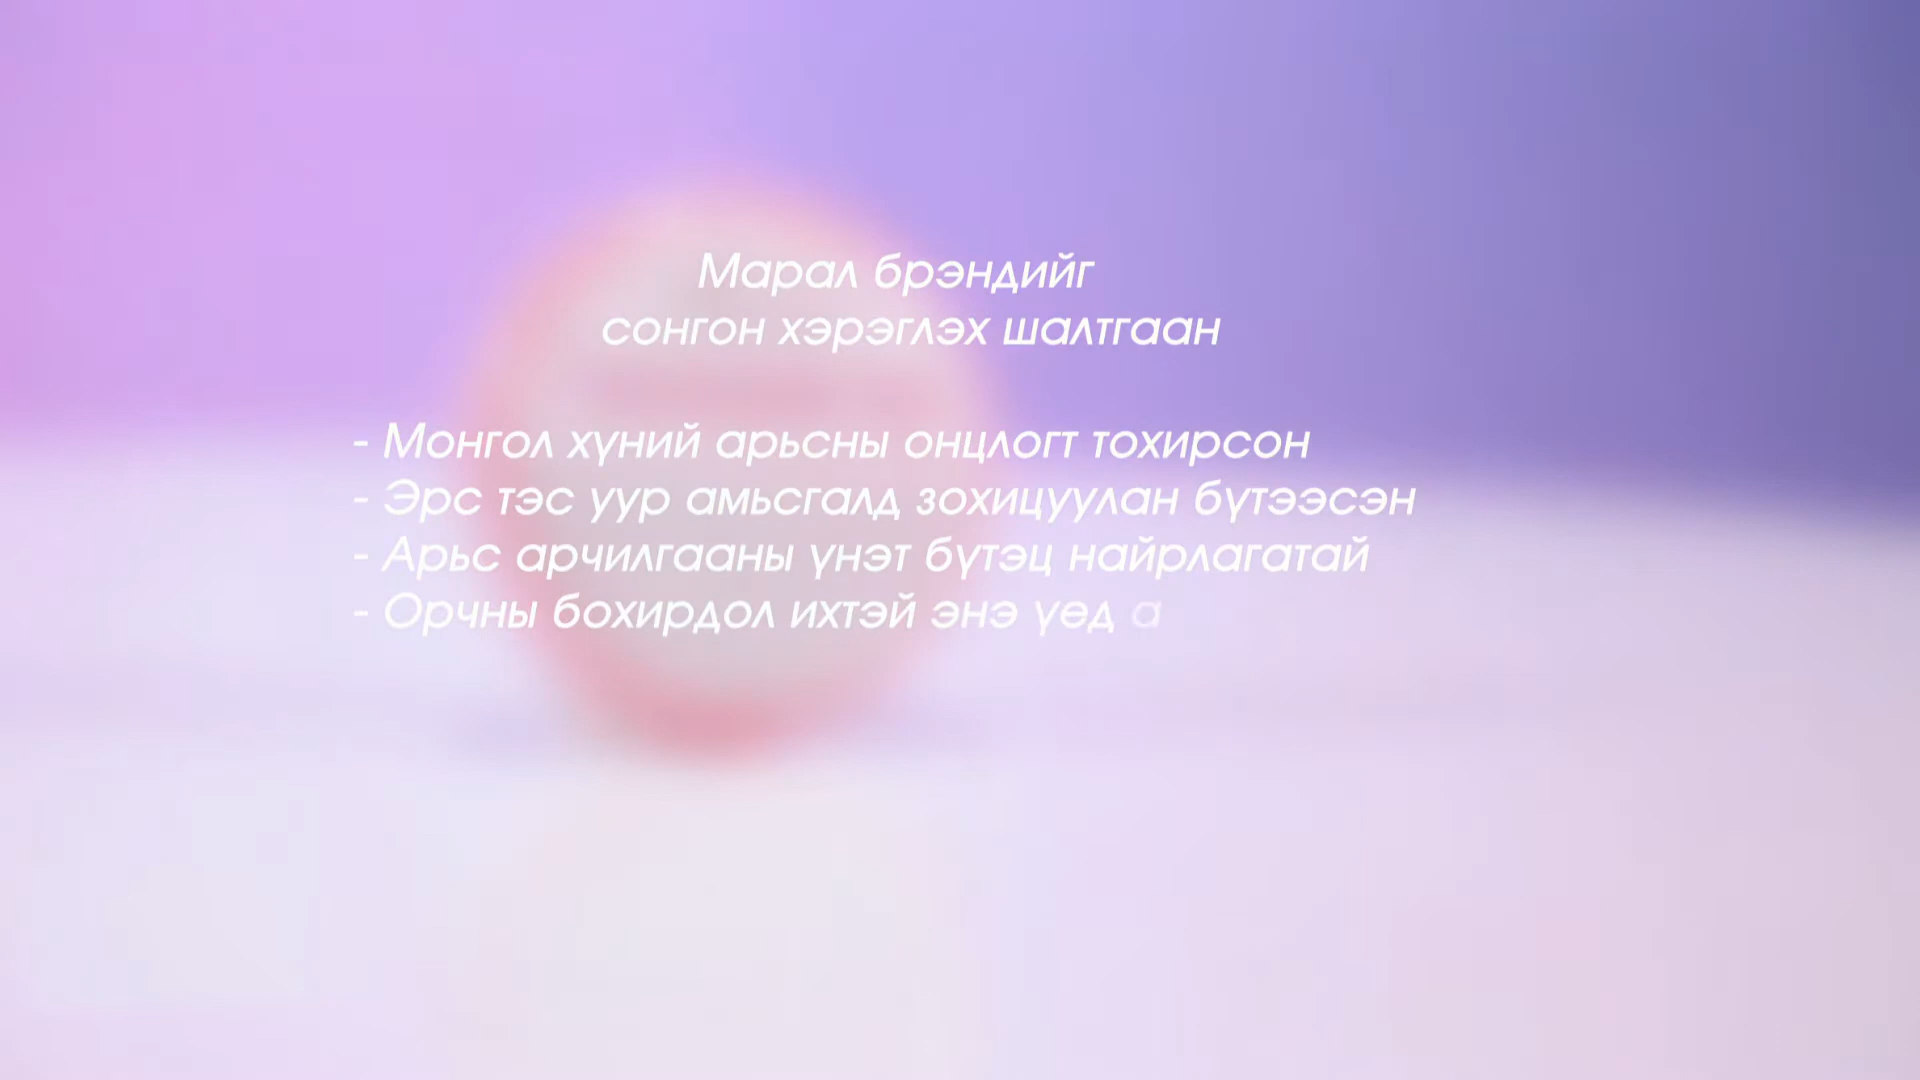 Марал брэндийг
сонгон хэрэглэх шалтгаан
- Монгол хүний арьсны онцлогт тохирсон
- Эрс тэс уур амьсгалд зохицуулан бүтээсэн
- Арьс арчилгааны үнэт бүтэц найрлагатай
- Орчны бохирдол ихтэй энэ үед а